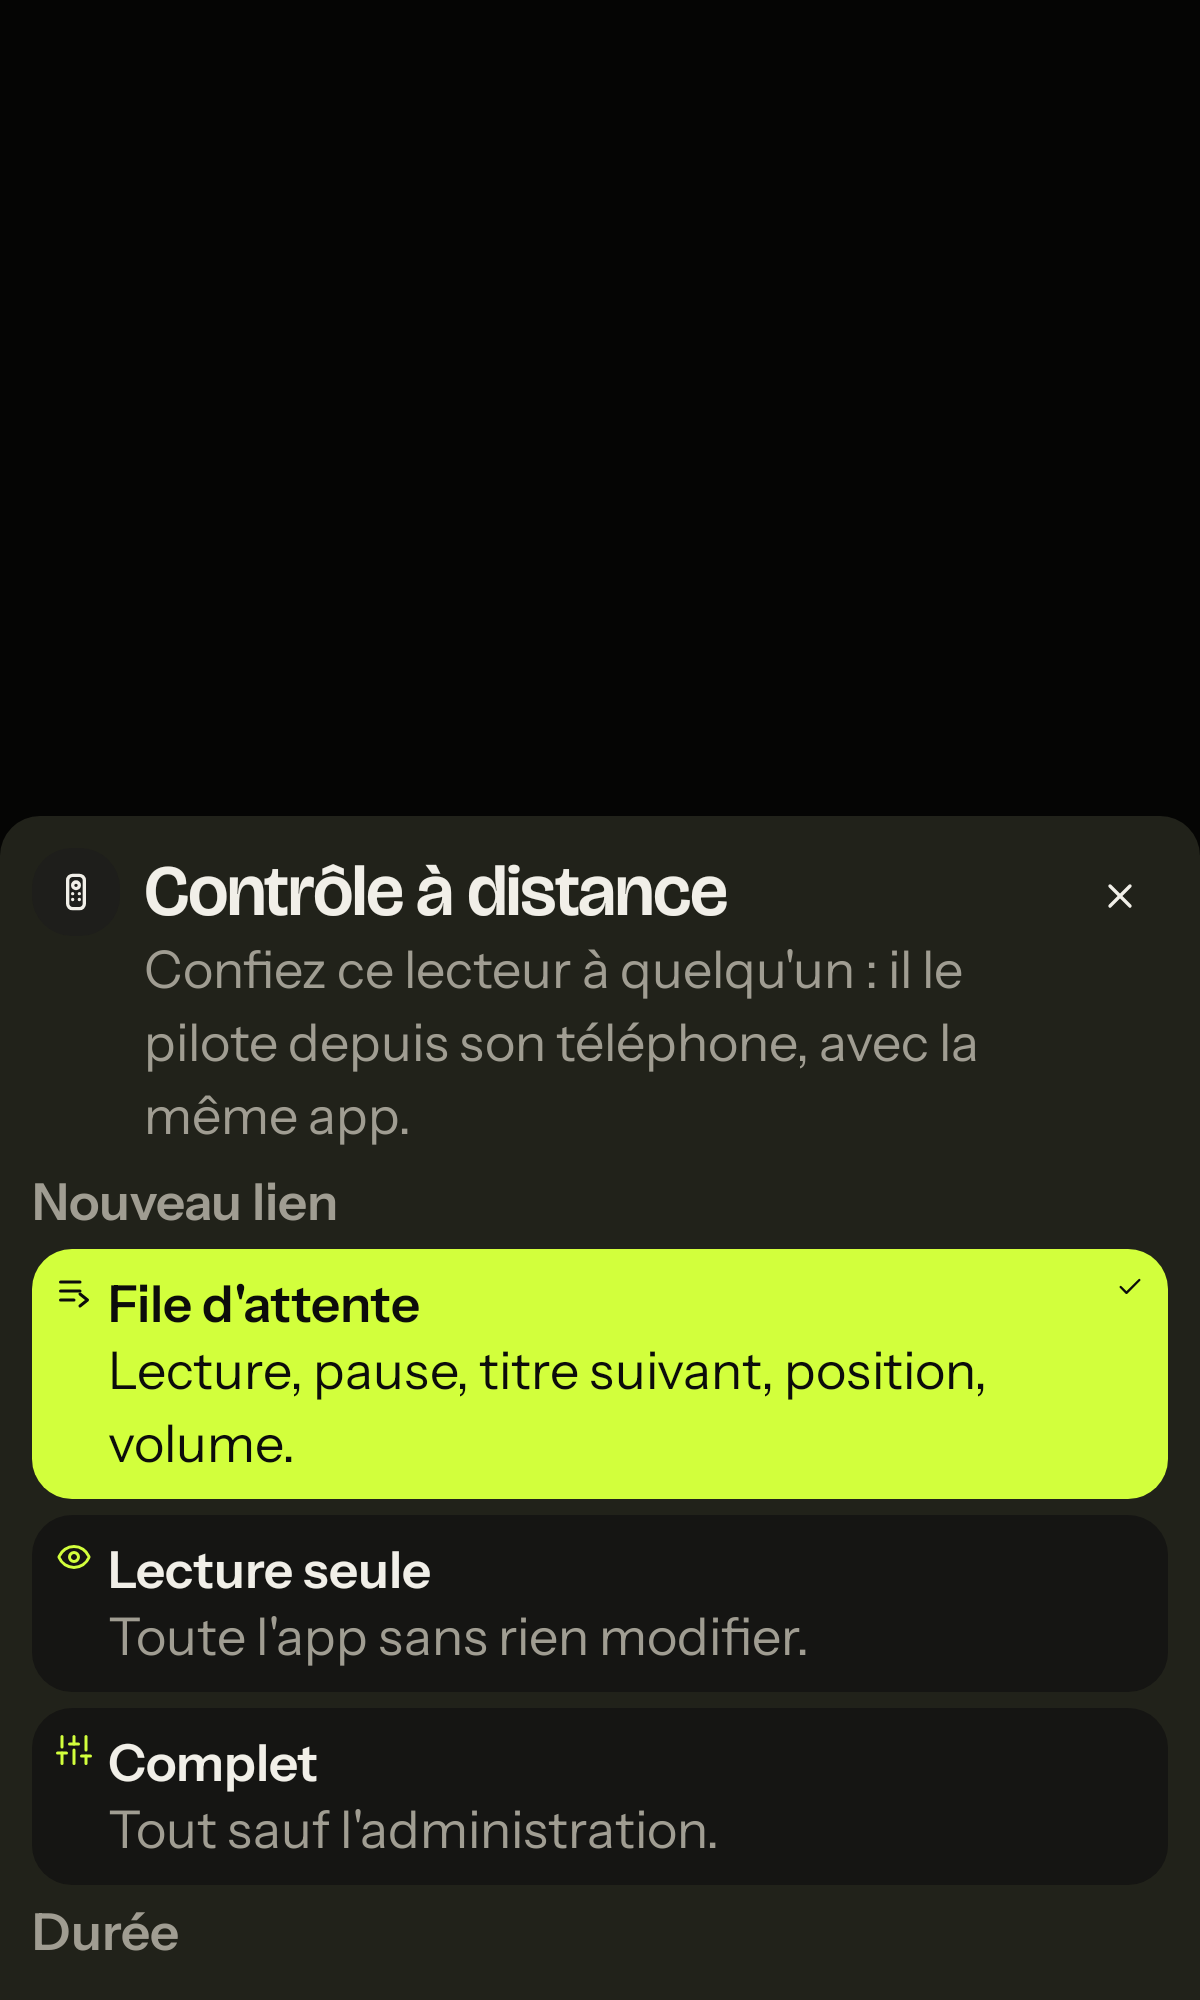 Contrôle à distance
Confiez ce lecteur à quelqu'un : il le
pilote depuis son téléphone, avec la
même app.
Nouveau lien
File d'attente
Lecture, pause, titre suivant, position,
volume.
Lecture seule
Toute l'app sans rien modifier.
Complet
Tout sauf l'administration.
Durée